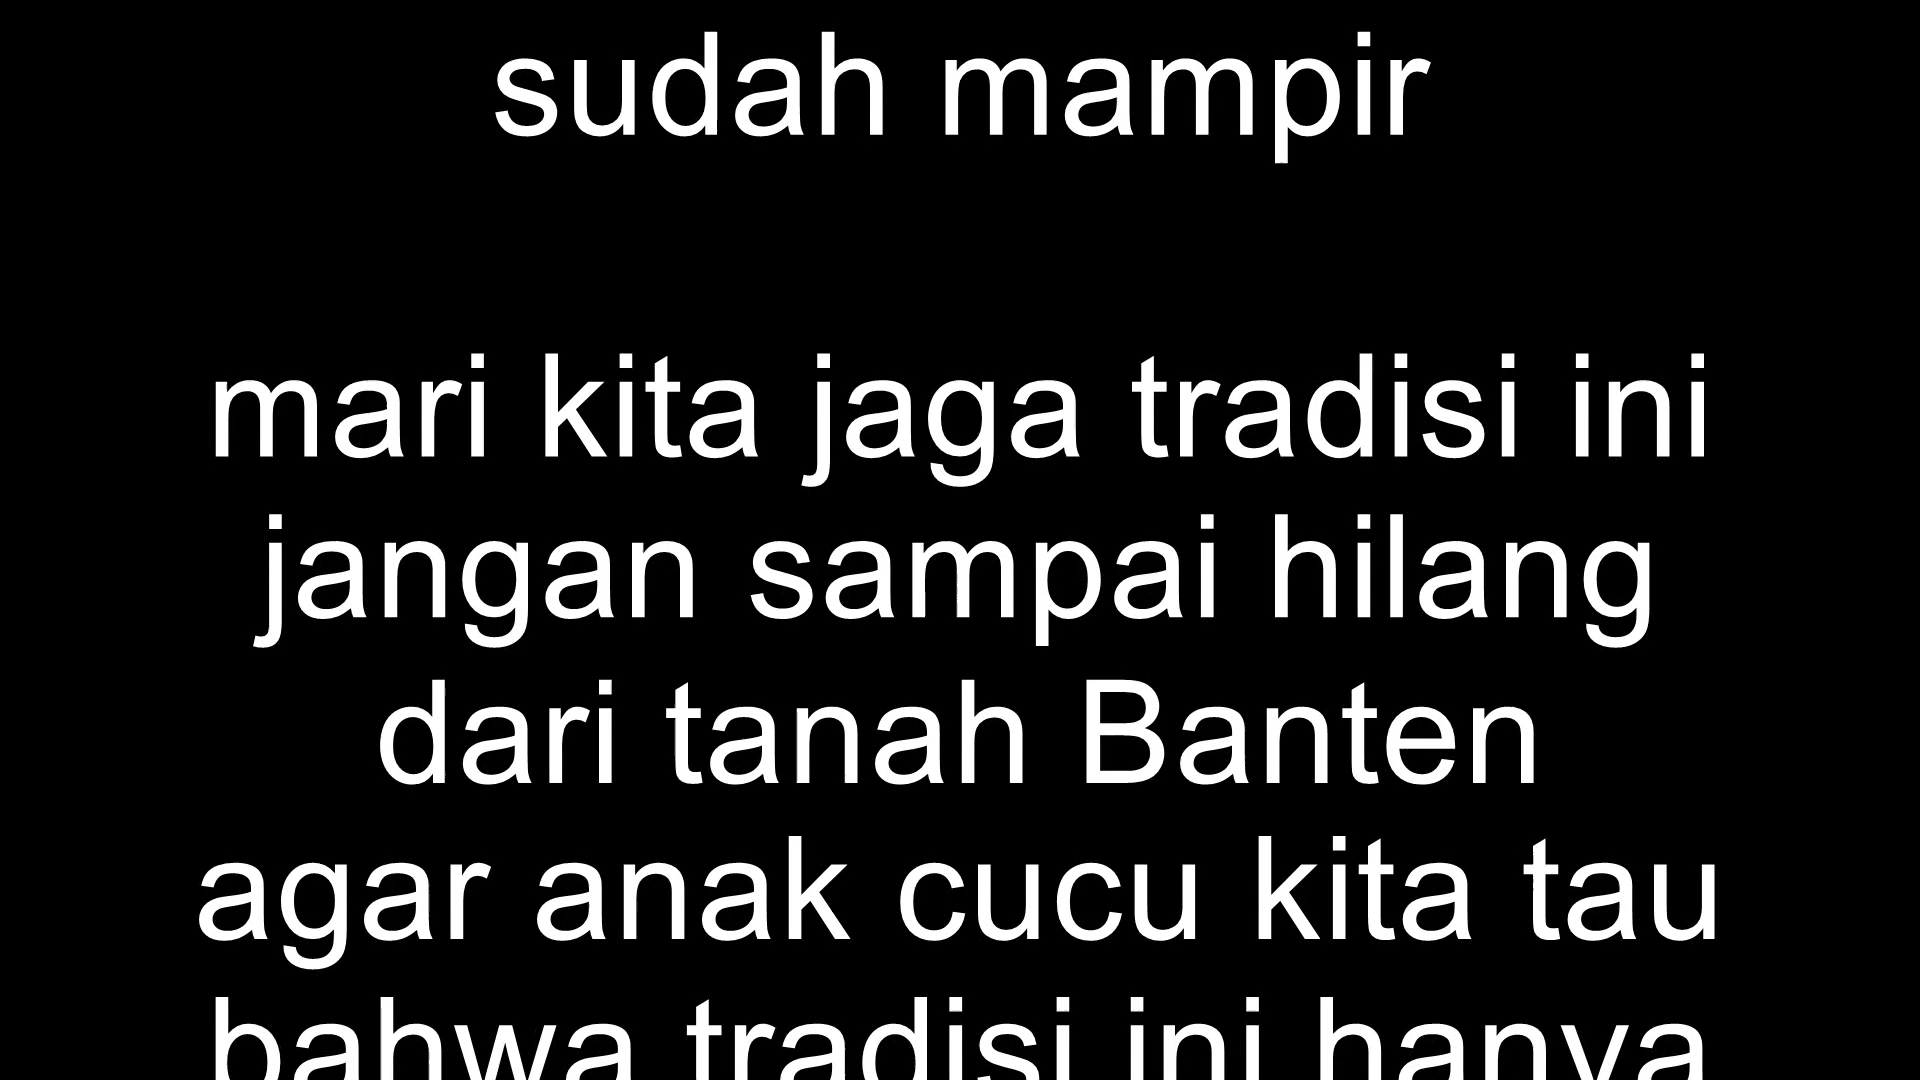 sudah mampir
mari kita jaga tradisi ini
jangan sampai hilang
dari tanah Banten
agar anak cucu kita tau
bahwa tradisi ini hanya